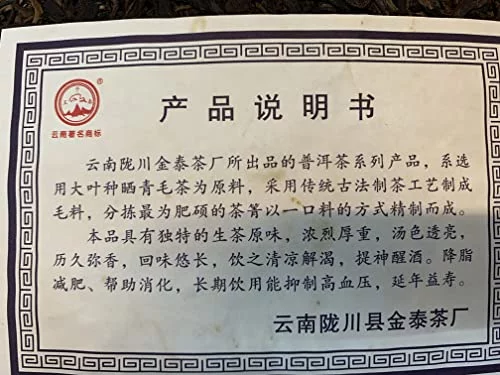 云南著名商标
产品说明书
云南陇川金泰茶厂所出品的普洱茶系列产品，系选
用大叶种晒青毛茶为原料，采用传统古法制茶工艺制成
毛料，分拣最为肥硕的茶箐以一口料的方式精制而成。
本品具有独特的生茶原味，浓烈厚重，汤色透亮，
历久弥香，回味悠长，饮之清凉解渴，提神醒酒。降脂
减肥、帮助消化，长期饮用能抑制高血压，延年益寿。
云南陇川县金泰茶厂